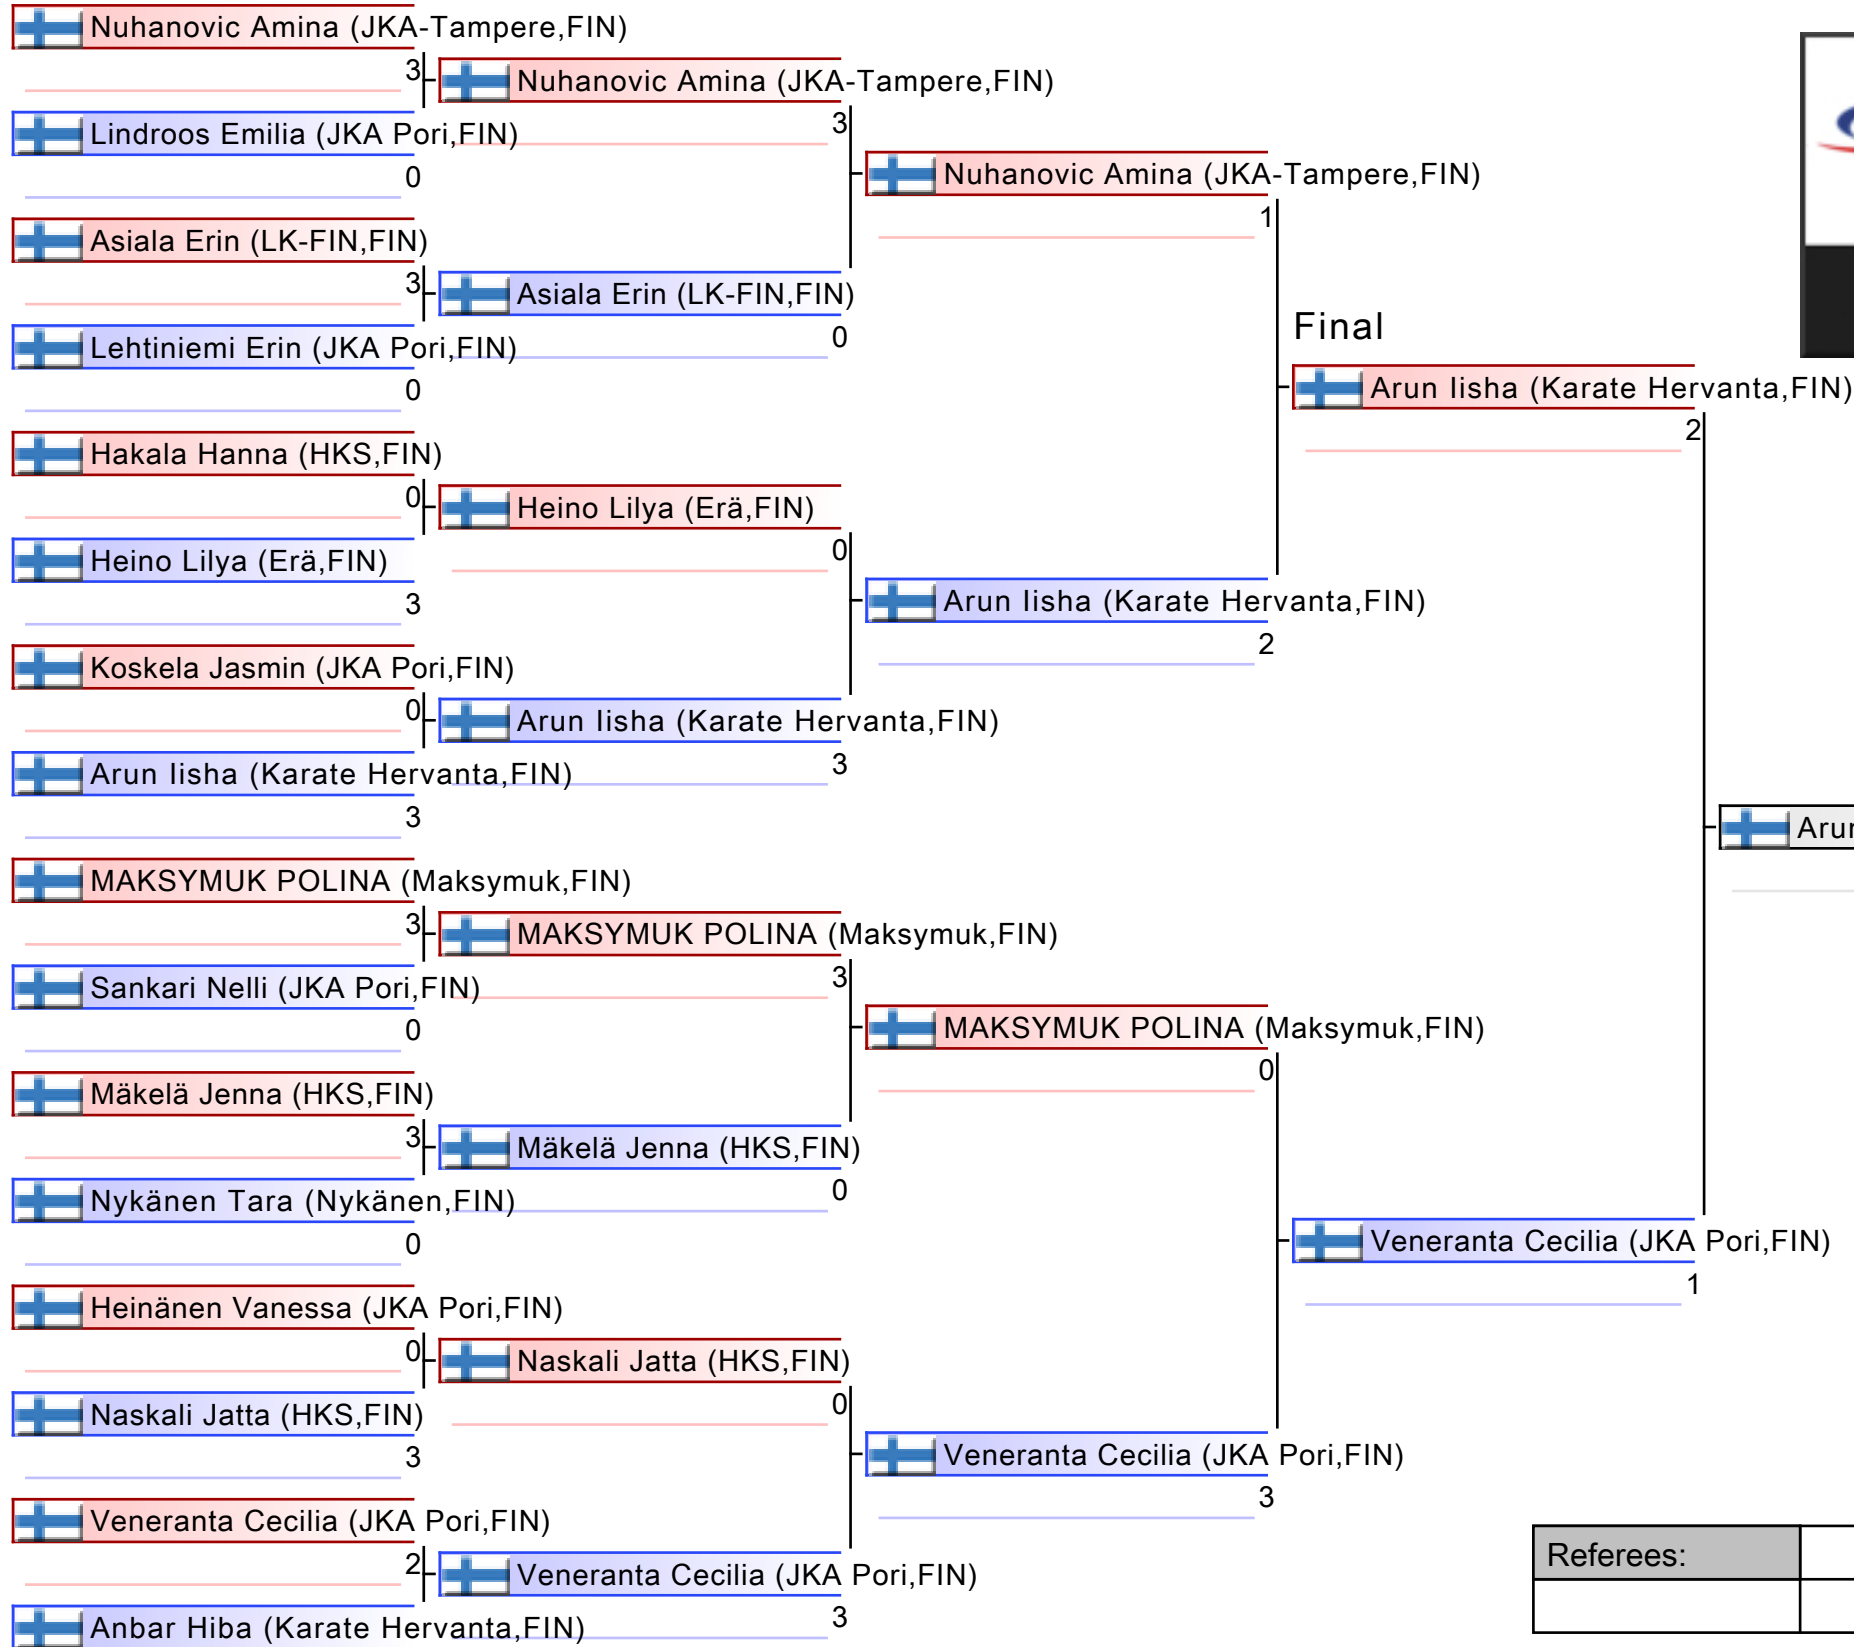 Nuhanovic Amina (JKA-Tampere,FIN)
3
Lindroos Emilia (JKA Pori,FIN)
0
Asiala Erin (LK-FIN,FIN)
3
Lehtiniemi Erin (JKA Pori,FIN)
0
Hakala Hanna (HKS,FIN)
0
Heino Lilya (Erä,FIN)
3
Koskela Jasmin (JKA Pori,FIN)
0
Arun Iisha (Karate Hervanta,FIN)
3
MAKSYMUK POLINA (Maksymuk,FIN)
3
Sankari Nelli (JKA Pori,FIN)
0
Mäkelä Jenna (HKS,FIN)
3
Nykänen Tara (Nykänen,FIN)
0
Heinänen Vanessa (JKA Pori,FIN)
0
Naskali Jatta (HKS,FIN)
3
Veneranta Cecilia (JKA Pori,FIN)
2
Anbar Hiba (Karate Hervanta,FIN)
Nuhanovic Amina (JKA-Tampere,FIN)
3
Asiala Erin (LK-FIN,FIN)
0
Heino Lilya (Erä,FIN)
0
Arun Iisha (Karate Hervanta,FIN)
3
MAKSYMUK POLINA (Maksymuk,FIN)
3
Mäkelä Jenna (HKS,FIN)
0
Naskali Jatta (HKS,FIN)
0
Veneranta Cecilia (JKA Pori,FIN)
3
Nuhanovic Amina (JKA-Tampere,FIN)
1
Arun Iisha (Karate Hervanta,FIN)
2
MAKSYMUK POLINA (Maksymuk,FIN)
0
Veneranta Cecilia (JKA Pori,FIN)
3
Final
Arun Iisha (Karate Hervanta,FIN)
2
Veneranta Cecilia (JKA Pori,FIN)
1
Arun
Referees: